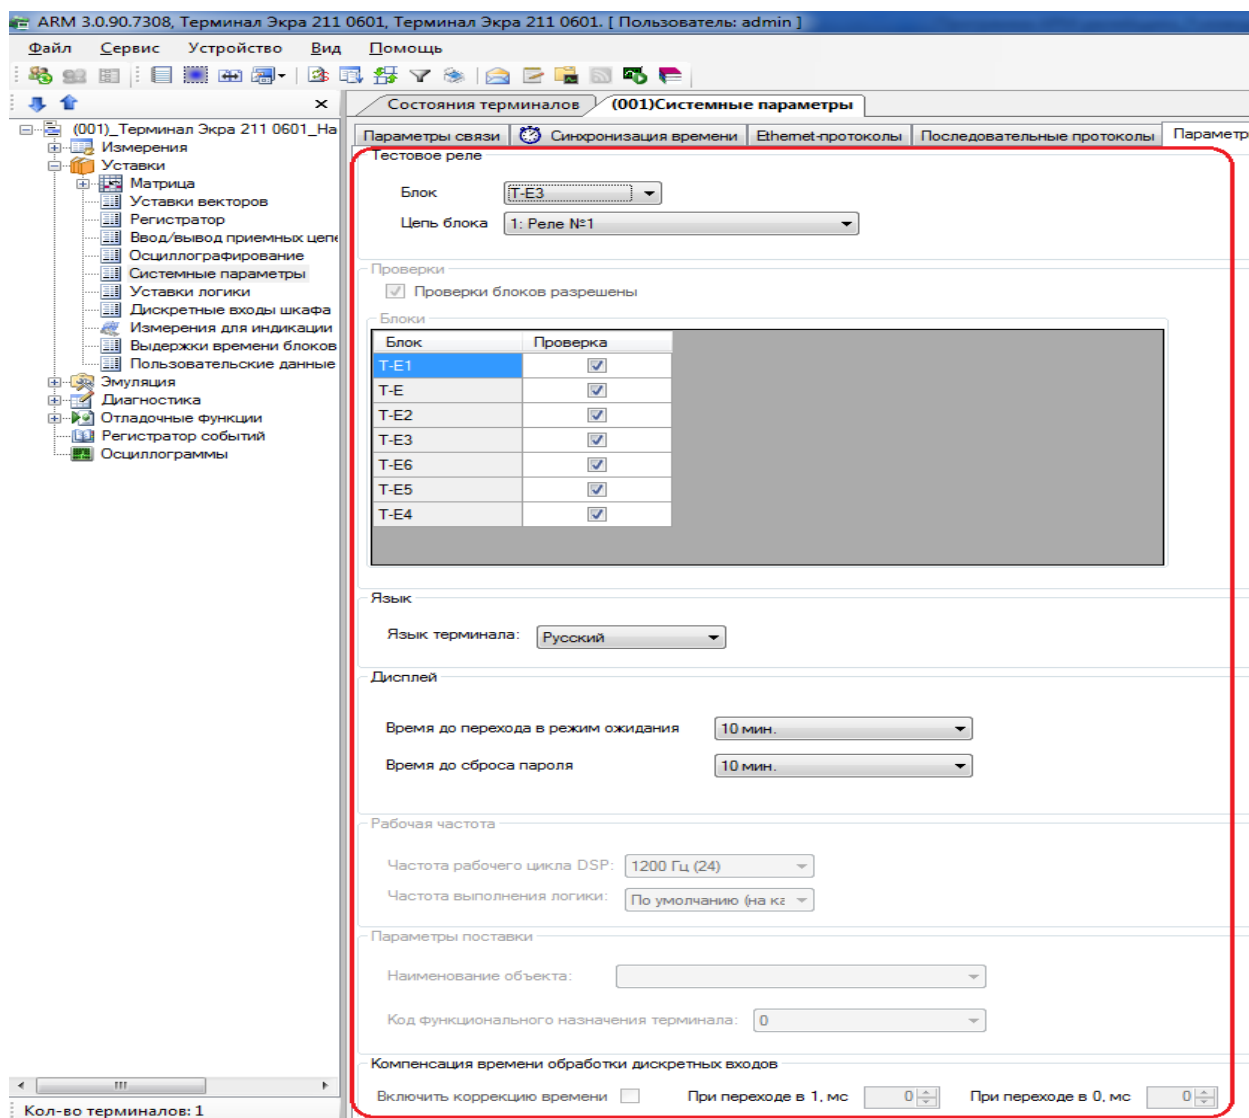 ARM 3.0.90.7308, Терминал Экра 211 0601, Терминал Экра 211 0601. [ Пользователь: admin ]
Файл Сервис Устройство Вид Помощь
Состояния терминалов (001)Системные параметры
(001)_Терминал Экра 211 0601_На
Измерения
Уставки
Матрица
Уставки векторов
Регистратор
Ввод/вывод приемных цепе
Осциллографирование
Системные параметры
Уставки логики
Дискретные входы шкафа
Измерения для индикации
Выдержки времени блоков
Пользовательские данные
Эмуляция
Диагностика
Отладочные функции
Регистратор событий
Осциллограммы
Кол-во терминалов: 1
Параметры связи Синхронизация времени Ethernet-протоколы Последовательные протоколы Параметр
Тестовое реле
Блок T-E3
Цепь блока 1: Реле №1
Проверки
Проверки блоков разрешены
Блоки
Блок Проверка
T-E1
T-E
T-E2
T-E3
T-E6
T-E5
T-E4
Язык
Язык терминала: Русский
Дисплей
Время до перехода в режим ожидания 10 мин.
Время до сброса пароля 10 мин.
Рабочая частота
Частота рабочего цикла DSP: 1200 Гц (24)
Частота выполнения логики: По умолчанию (на ка
Параметры поставки
Наименование объекта:
Код функционального назначения терминала: 0
Компенсация времени обработки дискретных входов
Включить коррекцию времени При переходе в 1, мс 0 При переходе в 0, мс 0